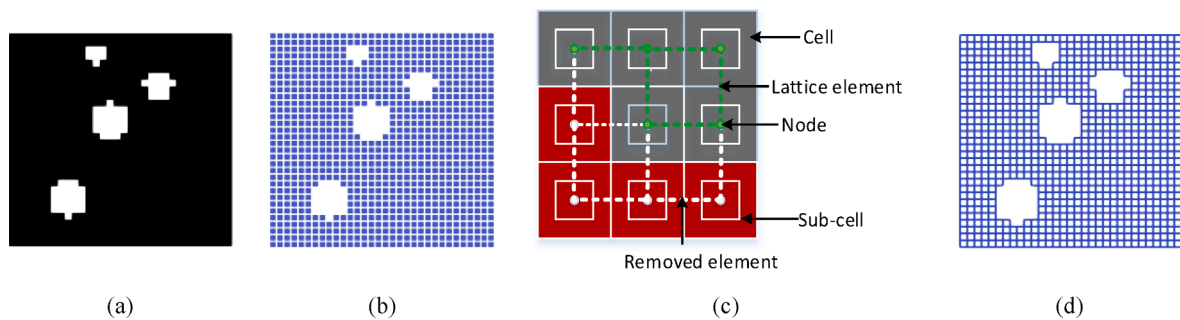 Cell
Lattice element
Node
Sub-cell
Removed element
(a)
(b)
(c)
(d)